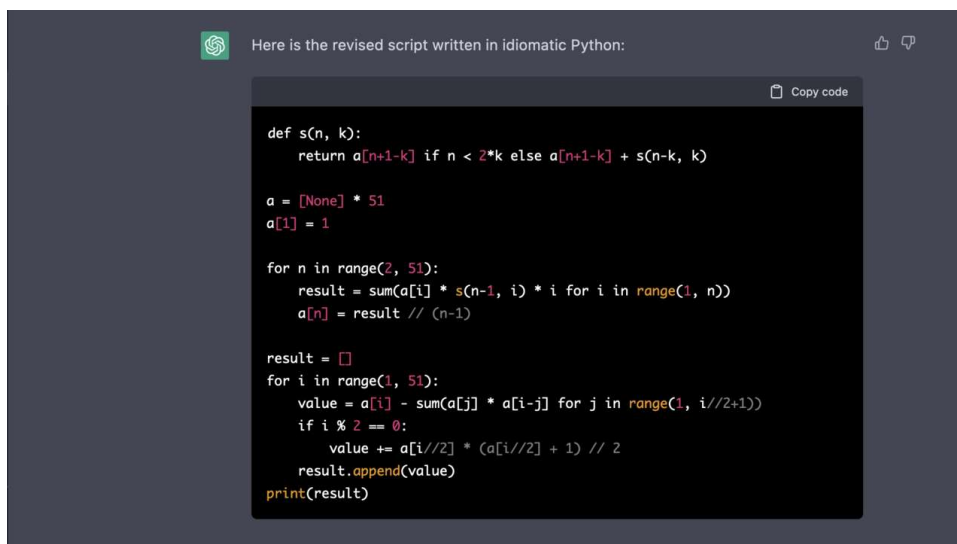 Here is the revised script written in idiomatic Python:
Copy code
def s(n, k):
    return a[n+1-k] if n < 2*k else a[n+1-k] + s(n-k, k)
a = [None] * 51
a[1] = 1
for n in range(2, 51):
    result = sum(a[i] * s(n-1, i) * i for i in range(1, n))
    a[n] = result // (n-1)
result = []
for i in range(1, 51):
    value = a[i] - sum(a[j] * a[i-j] for j in range(1, i//2+1))
    if i % 2 == 0:
        value += a[i//2] * (a[i//2] + 1) // 2
    result.append(value)
print(result)